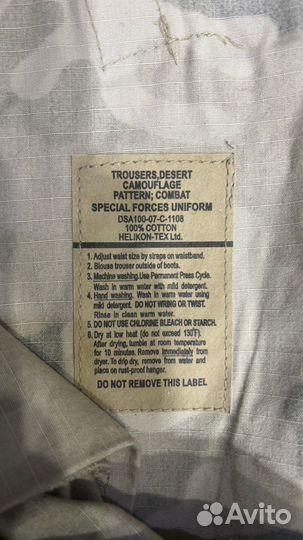 TROUSERS,DESERT
CAMOUFLAGE
PATTERN; COMBAT
SPECIAL FORCES UNIFORM
DSA100-07-C-1108
100% COTTON
HELIKON-TEX Ltd.
1. Adjust waist size by straps on waistband.
2. Blouse trouser outside of boots.
3. Machine washing. Use Permanent Press Cycle.
Wash in warm water with mild detergent.
4. Hand washing. Wash in warm water using
mild detergent. DO NOT WRING OR TWIST.
Rinse in clean warm water.
5. DO NOT USE CHLORINE BLEACH OR STARCH.
6. Dry at low heat (do not exceed 130°F).
After drying, tumble at room temperature
for 10 minutes. Remove immediately from
dryer. To drip dry, remove from water and
place on rust-proof hanger.
DO NOT REMOVE THIS LABEL
Avito